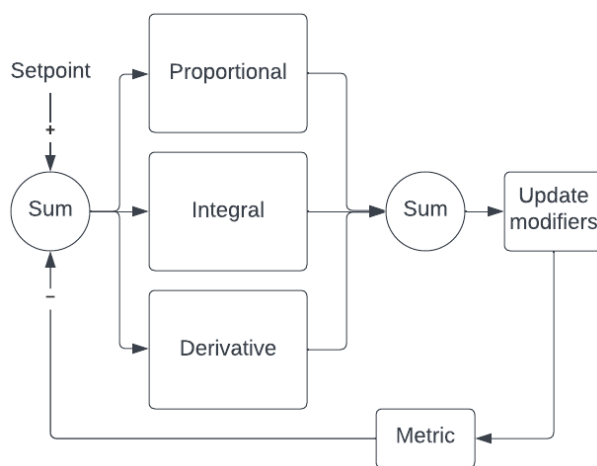 Setpoint
+
Sum
−
Proportional
Integral
Derivative
Sum
Update
modifiers
Metric